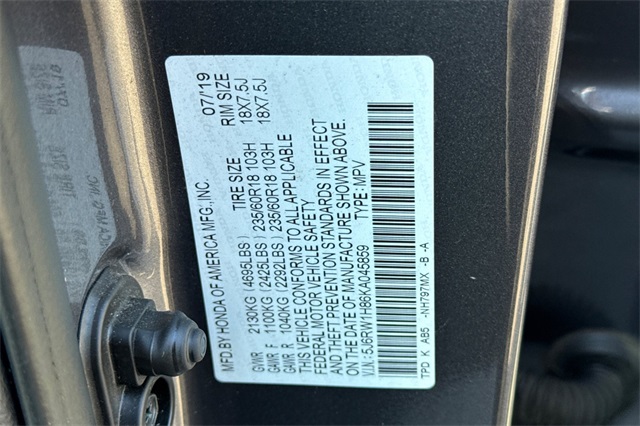 MFD.BY HONDA OF AMERICA MFG.,INC. 07/'19
TIRE SIZE RIM SIZE
GVWR 2130KG (4695LBS) 235/60R18 103H 18X7.5J
GAWR F 1100KG (2425LBS) 235/60R18 103H 18X7.5J
GAWR R 1040KG (2292LBS)
THIS VEHICLE CONFORMS TO ALL APPLICABLE
FEDERAL MOTOR VEHICLE SAFETY
AND THEFT PREVENTION STANDARDS IN EFFECT
ON THE DATE OF MANUFACTURE SHOWN ABOVE.
V.I.N.: 5J6RW1H86KA045859 TYPE: MPV
TPD K AB5 -NH797MX -B -A